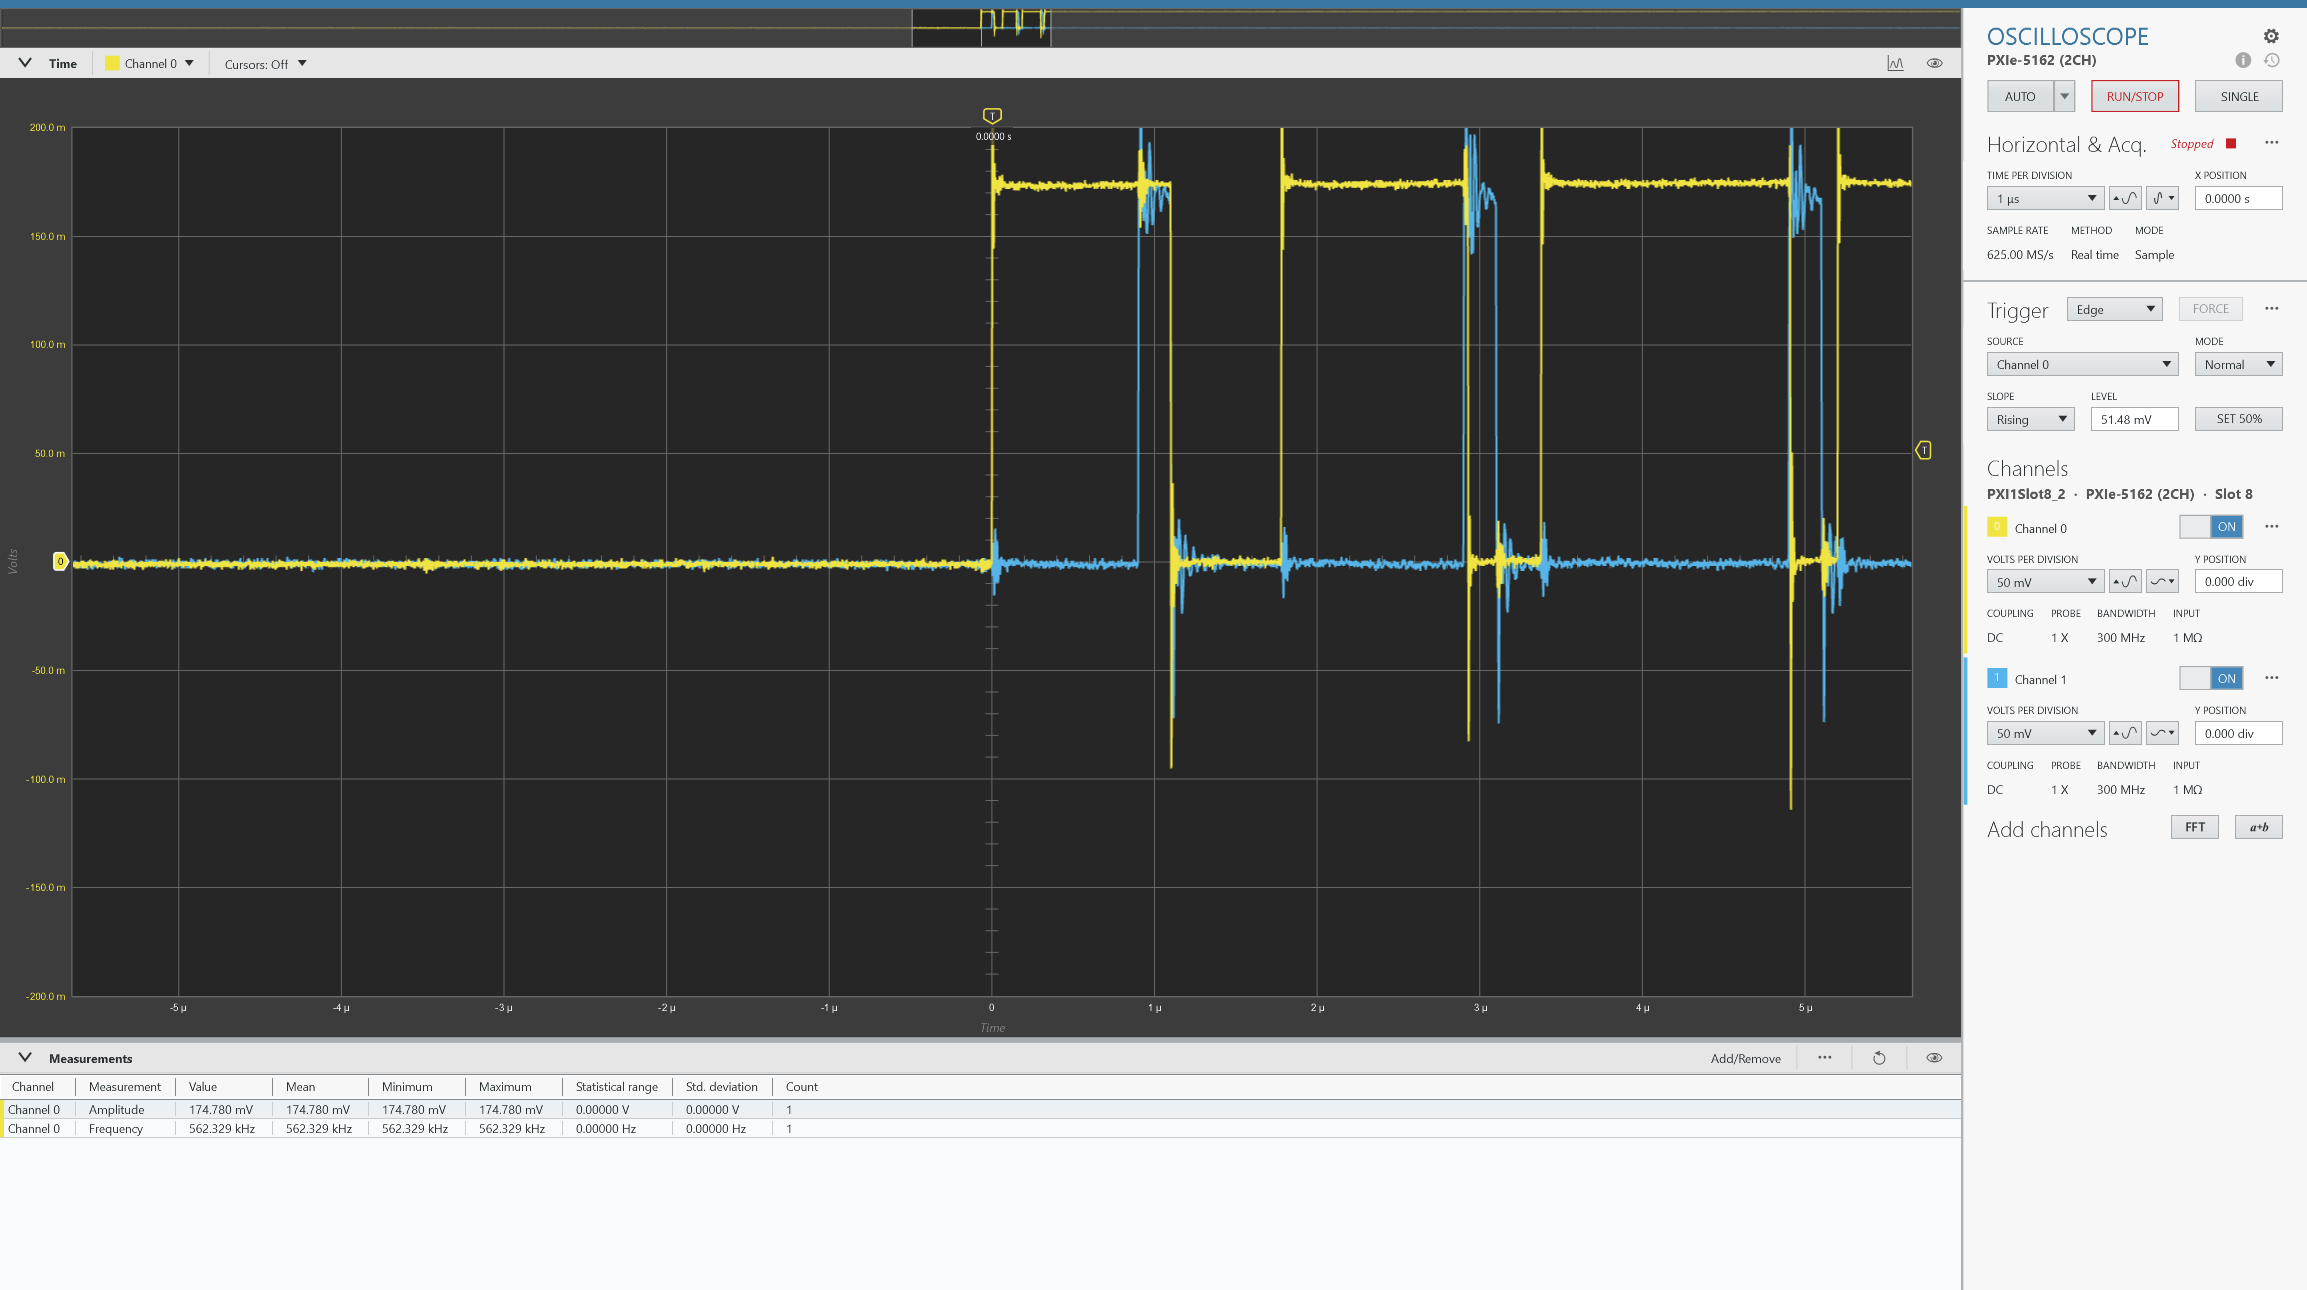 Time
Channel 0
Cursors: Off
T
0.0000 s
200.0 m
150.0 m
100.0 m
50.0 m
0
-50.0 m
-100.0 m
-150.0 m
-200.0 m
Volts
T
-5 µ -4 µ -3 µ -2 µ -1 µ 0 1 µ 2 µ 3 µ 4 µ 5 µ
Time
Measurements
Add/Remove
Channel Measurement Value Mean Minimum Maximum Statistical range Std. deviation Count
Channel 0 Amplitude 174.780 mV 174.780 mV 174.780 mV 174.780 mV 0.00000 V 0.00000 V 1
Channel 0 Frequency 562.329 kHz 562.329 kHz 562.329 kHz 562.329 kHz 0.00000 Hz 0.00000 Hz 1
OSCILLOSCOPE
PXIe-5162 (2CH)
AUTO RUN/STOP SINGLE
Horizontal & Acq. Stopped
TIME PER DIVISION X POSITION
1 µs 0.0000 s
SAMPLE RATE METHOD MODE
625.00 MS/s Real time Sample
Trigger Edge FORCE
SOURCE MODE
Channel 0 Normal
SLOPE LEVEL
Rising 51.48 mV SET 50%
Channels
PXI1Slot8_2 · PXIe-5162 (2CH) · Slot 8
0 Channel 0 ON
VOLTS PER DIVISION Y POSITION
50 mV 0.000 div
COUPLING PROBE BANDWIDTH INPUT
DC 1 X 300 MHz 1 MΩ
1 Channel 1 ON
VOLTS PER DIVISION Y POSITION
50 mV 0.000 div
COUPLING PROBE BANDWIDTH INPUT
DC 1 X 300 MHz 1 MΩ
Add channels FFT a+b